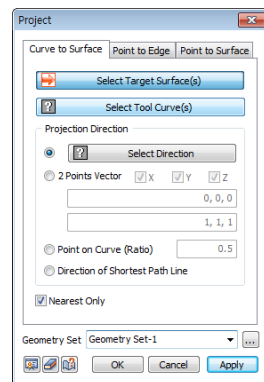 Project
Curve to Surface Point to Edge Point to Surface
Select Target Surface(s)
? Select Tool Curve(s)
Projection Direction
? Select Direction
2 Points Vector X Y Z
0, 0, 0
1, 1, 1
Point on Curve (Ratio) 0.5
Direction of Shortest Path Line
Nearest Only
Geometry Set Geometry Set-1 ...
OK Cancel Apply